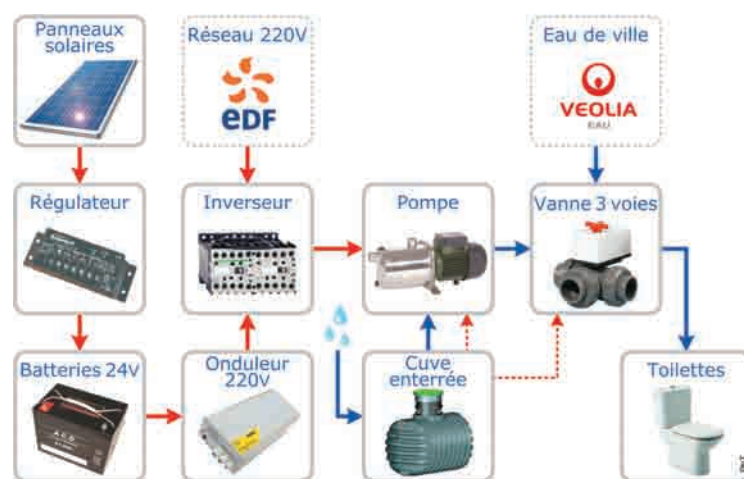 Panneaux
solaires
Réseau 220V
eDF
Eau de ville
VEOLIA
EAU
Régulateur
Inverseur
Pompe
Vanne 3 voies
Batteries 24V
Onduleur
220V
Cuve
enterrée
Toilettes